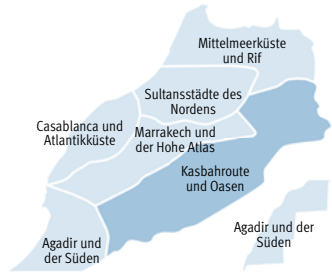 Mittelmeerküste
und Rif
Sultansstädte des
Nordens
Casablanca und
Atlantikküste
Marrakech und
der Hohe Atlas
Kasbahroute
und Oasen
Agadir und der
Süden
Agadir und
der Süden